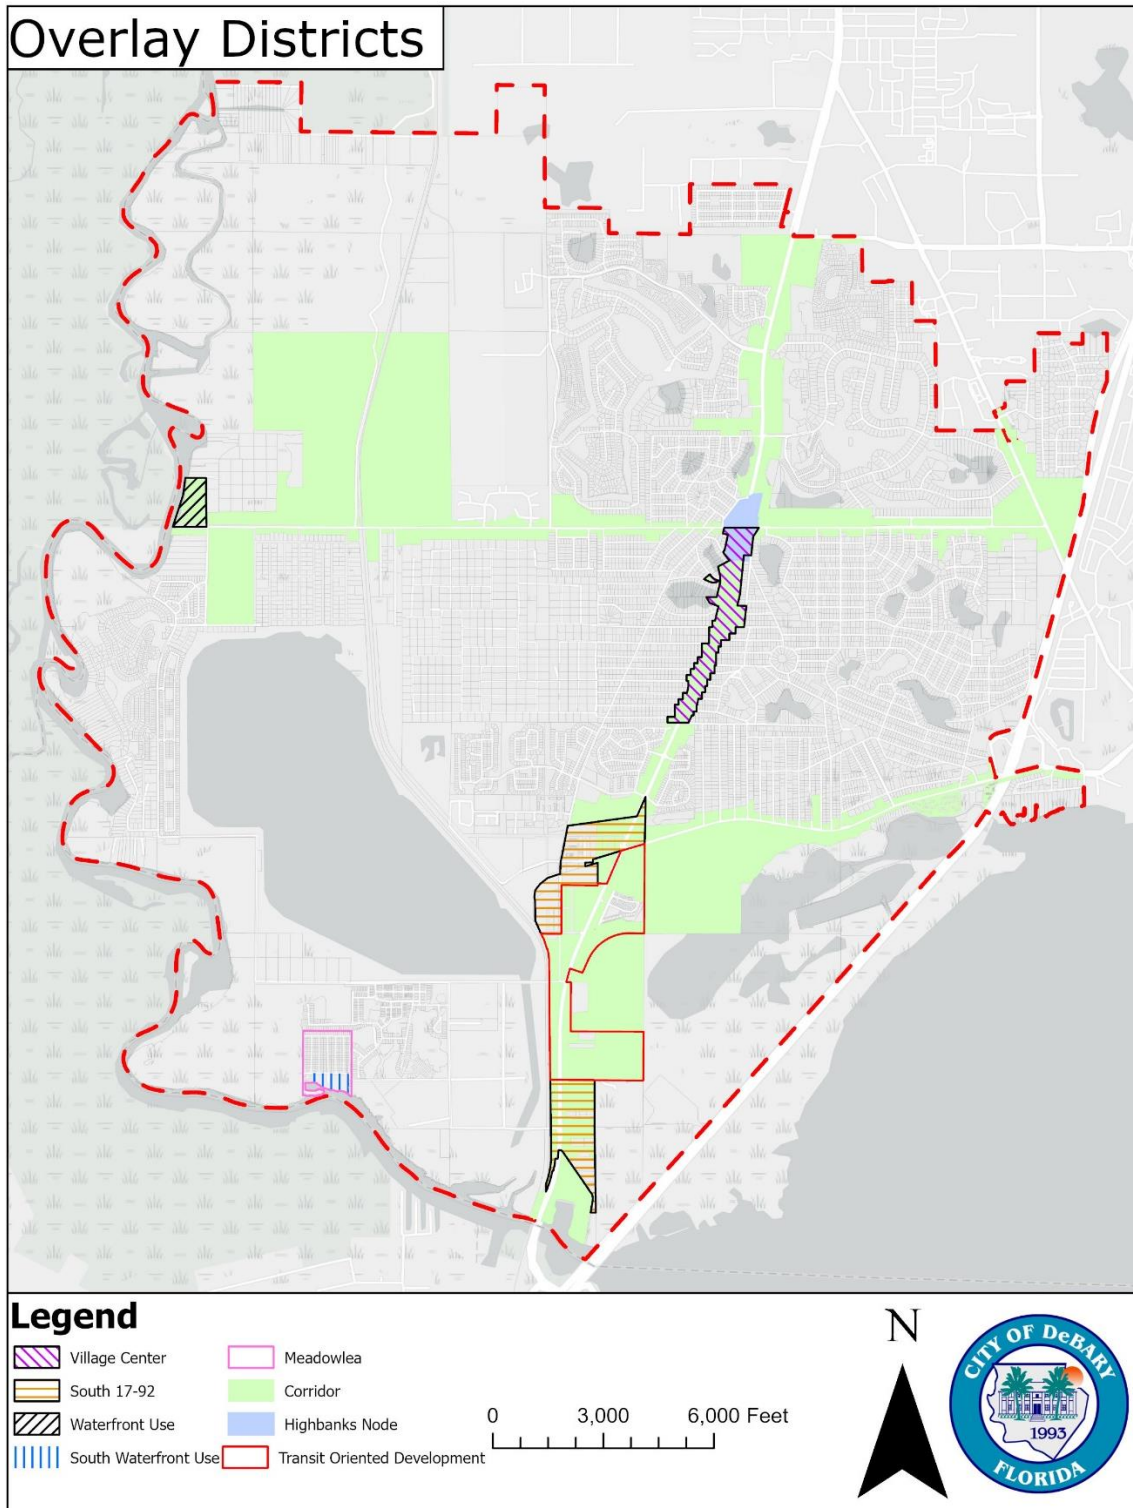 Overlay Districts
Legend
Village Center
South 17-92
Waterfront Use
South Waterfront Use
Meadowlea
Corridor
Highbanks Node
Transit Oriented Development
0 3,000 6,000 Feet
N
CITY OF DeBARY
1993
FLORIDA